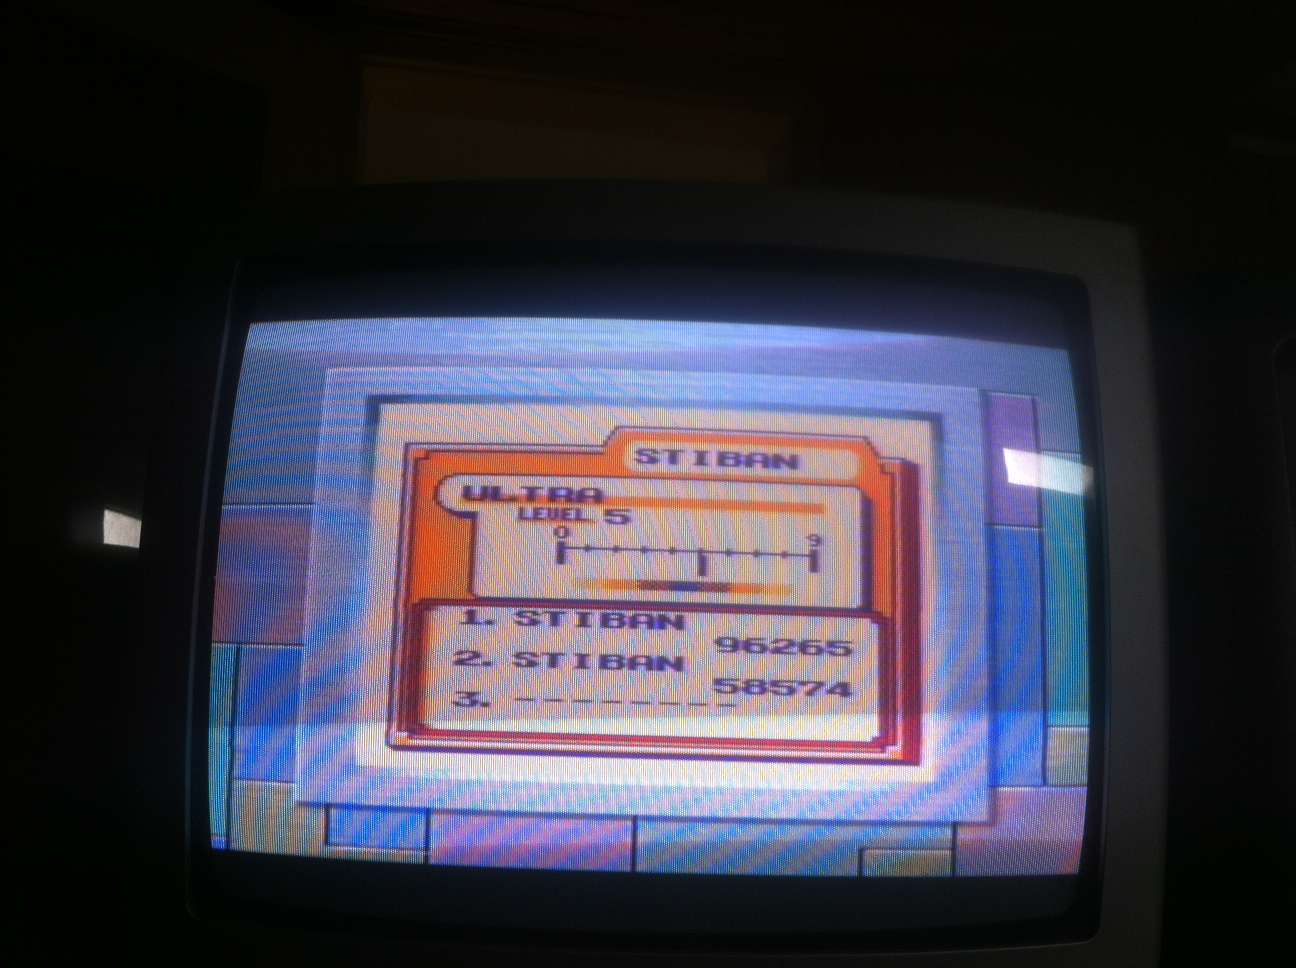 STIBAN
ULTRA
LEVEL 5
0 9
1. STIBAN
96265
2. STIBAN
58574
3. --------